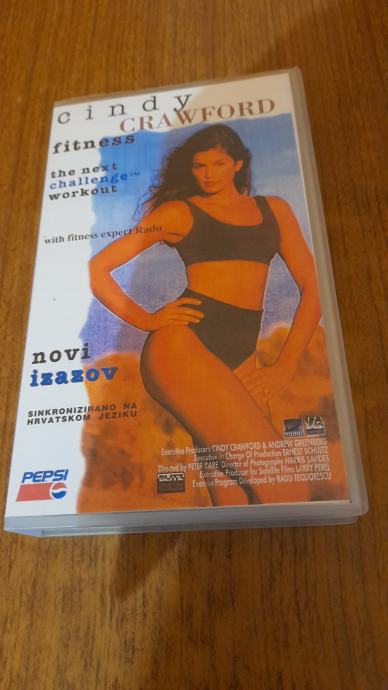 cindy
CRAWFORD
fitness
the next
challenge™
workout
with fitness expert Radu
novi
izazov
SINKRONIZIRANO NA
HRVATSKOM JEZIKU
PEPSI
Executive Producers CINDY CRAWFORD & ANDREW GREENBERG
Executive in Charge Of Production ERNEST SCHULTZ
Directed by PETER CARE Director of Photography HARRIS SAVIDES
Executive Producer for Satellite Films LARRY PEREL
Exercise Program Developed by RADU TEODORESCU